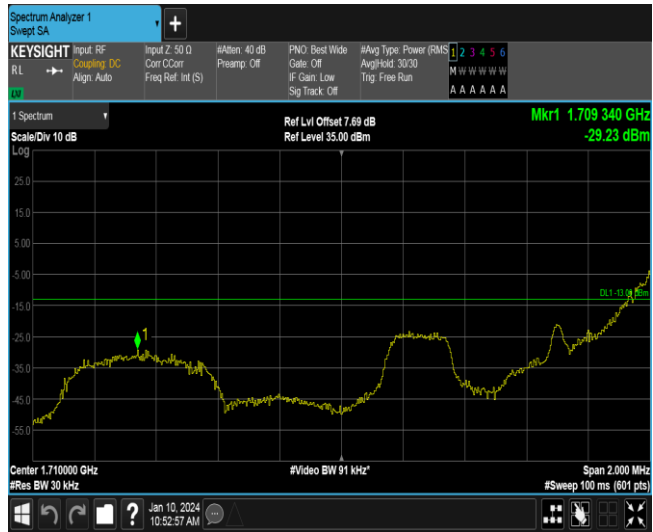 Spectrum Analyzer 1
Swept SA
KEYSIGHT
RL
Input: RF
Coupling: DC
Align: Auto
Input Z: 50 Ω
Corr CCorr
Freq Ref: Int (S)
#Atten: 40 dB
Preamp: Off
PNO: Best Wide
Gate: Off
IF Gain: Low
Sig Track: Off
#Avg Type: Power (RMS
Avg|Hold: 30/30
Trig: Free Run
1 2 3 4 5 6
M W W W W W
A A A A A A
1 Spectrum
Scale/Div 10 dB
Log
Ref Lvl Offset 7.69 dB
Ref Level 35.00 dBm
Mkr1 1.709 340 GHz
-29.23 dBm
25.0
15.0
5.00
-5.00
-15.0
-25.0
-35.0
-45.0
-55.0
DL1 -13.00 dBm
1
Center 1.710000 GHz
#Res BW 30 kHz
#Video BW 91 kHz*
Span 2.000 MHz
#Sweep 100 ms (601 pts)
?
Jan 10, 2024
10:52:57 AM